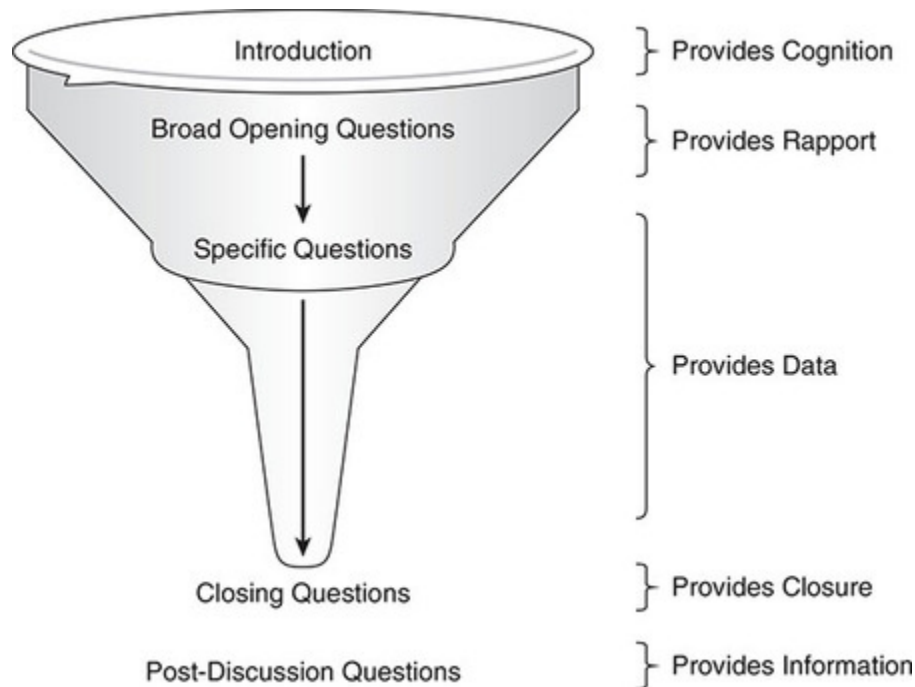 Introduction
Provides Cognition
Broad Opening Questions
Provides Rapport
Specific Questions
Provides Data
Closing Questions
Provides Closure
Post-Discussion Questions
Provides Information